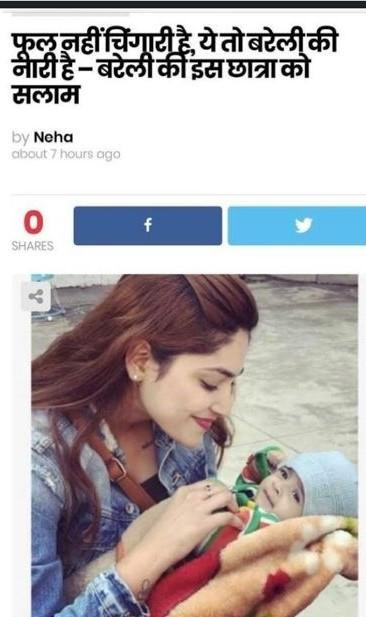 फूल नहीं चिंगारी है, ये तो बरेली की
नारी है – बरेली की इस छात्रा को
सलाम
by Neha
about 7 hours ago
0
SHARES